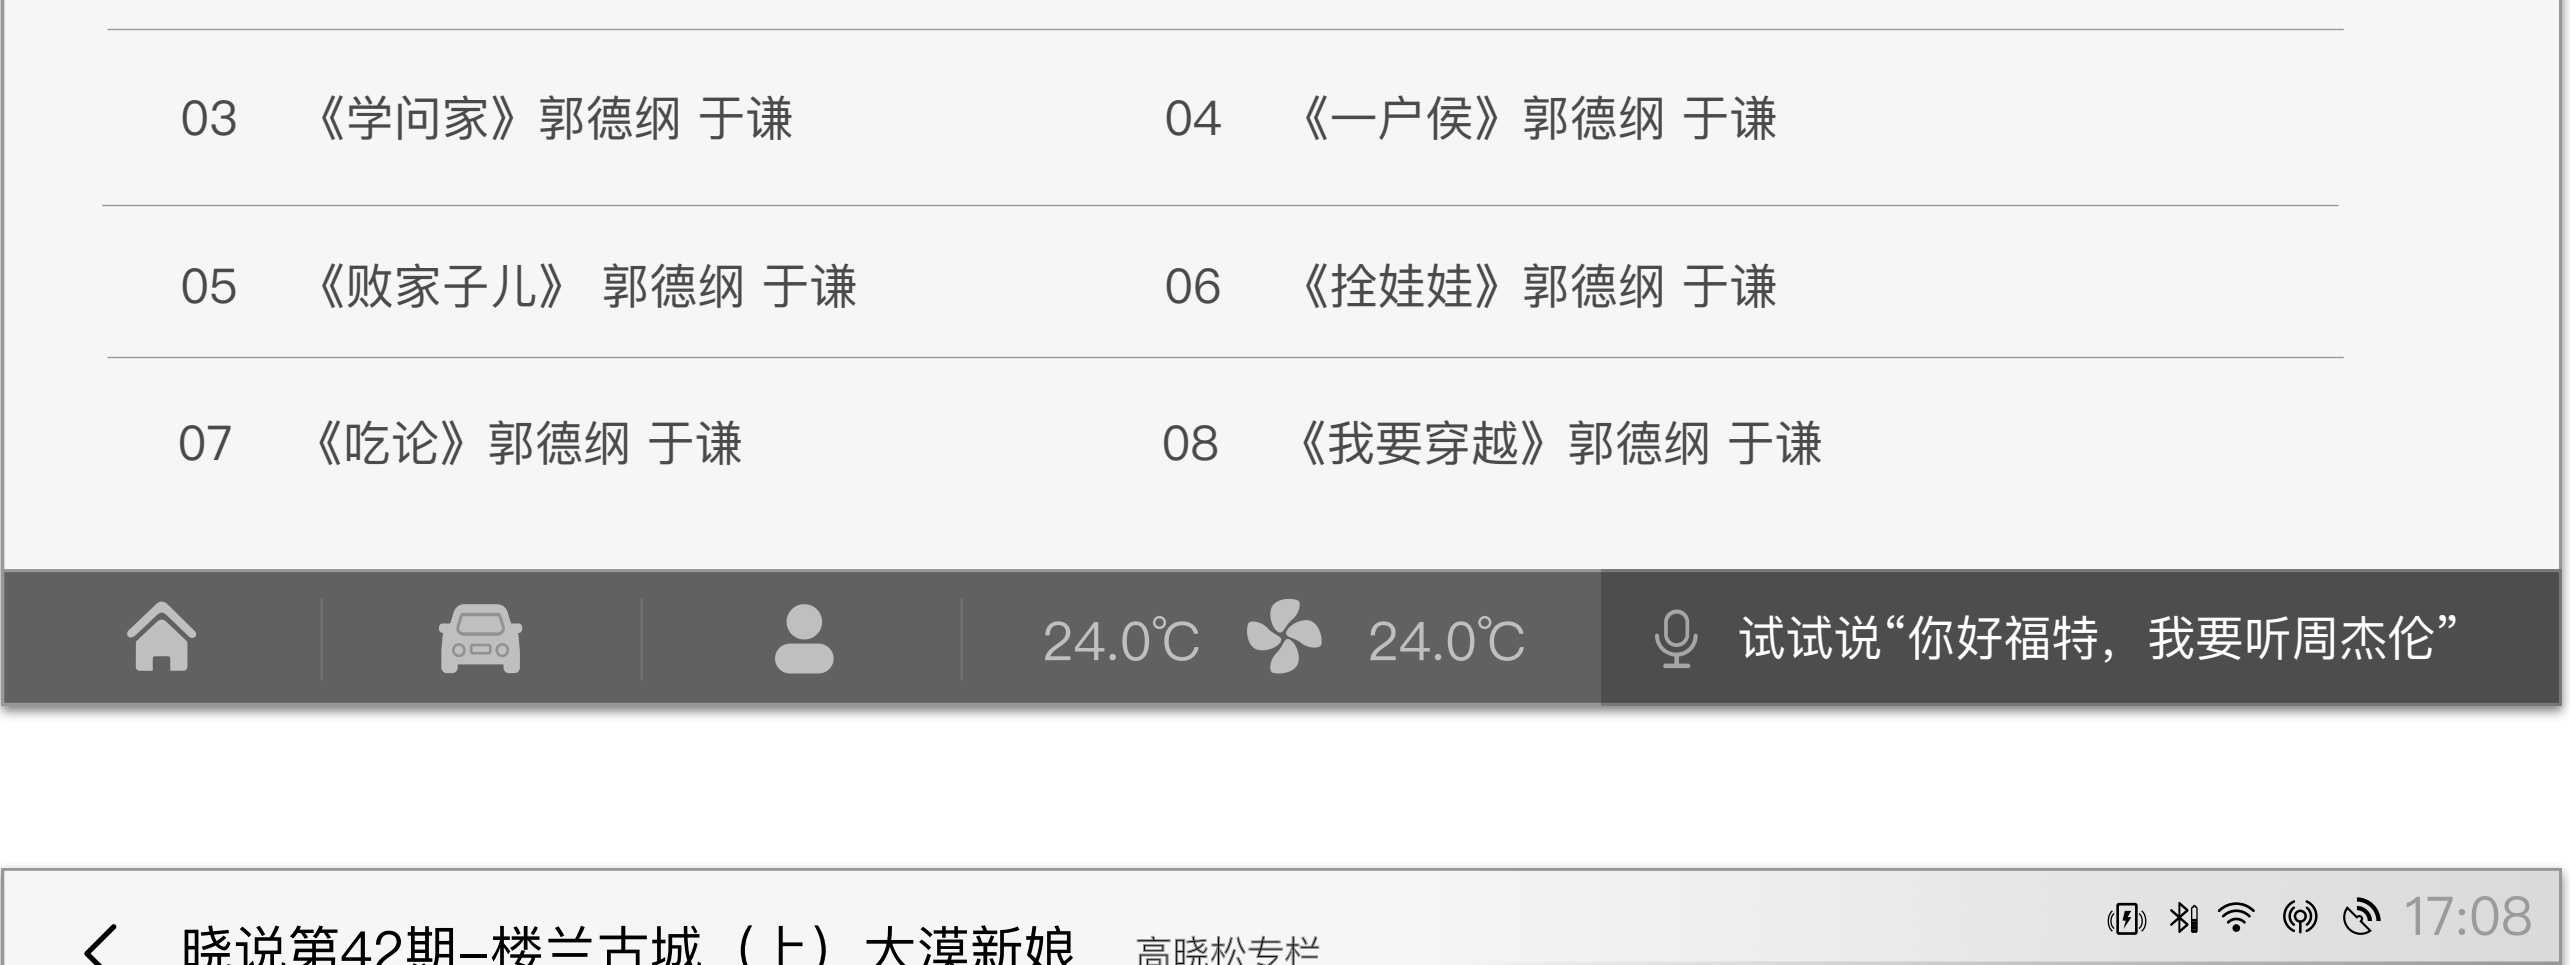 03 《学问家》郭德纲 于谦 04 《一户侯》郭德纲 于谦
05 《败家子儿》 郭德纲 于谦 06 《拴娃娃》郭德纲 于谦
07 《吃论》郭德纲 于谦 08 《我要穿越》郭德纲 于谦
24.0℃ 24.0℃ 试试说“你好福特，我要听周杰伦”
17:08
晓说第42期-楼兰古城（上）大漠新娘 高晓松专栏